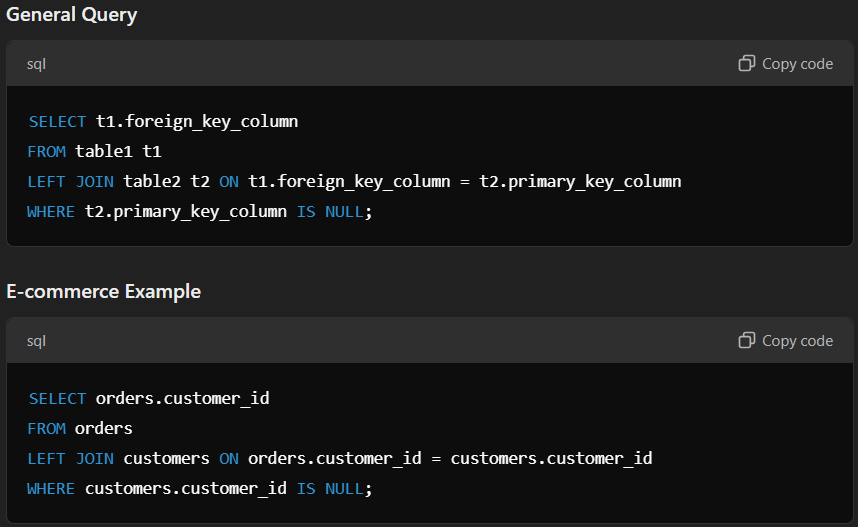 General Query
sql Copy code
SELECT t1.foreign_key_column
FROM table1 t1
LEFT JOIN table2 t2 ON t1.foreign_key_column = t2.primary_key_column
WHERE t2.primary_key_column IS NULL;
E-commerce Example
sql Copy code
SELECT orders.customer_id
FROM orders
LEFT JOIN customers ON orders.customer_id = customers.customer_id
WHERE customers.customer_id IS NULL;